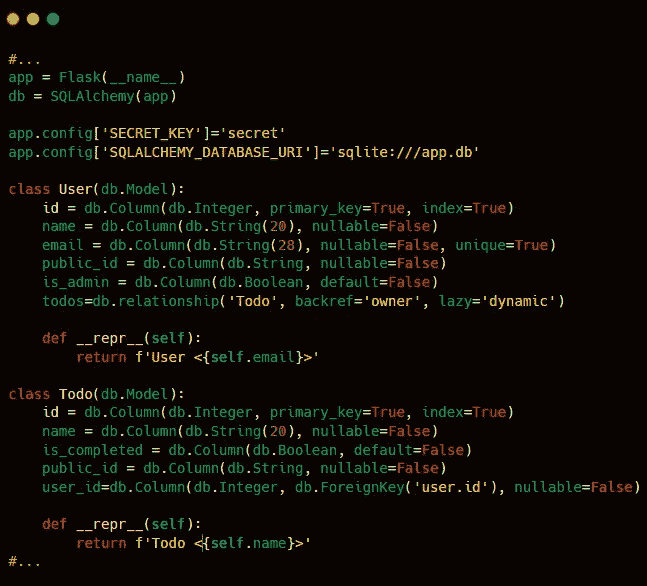 #...
app = Flask(__name__)
db = SQLAlchemy(app)
app.config['SECRET_KEY']='secret'
app.config['SQLALCHEMY_DATABASE_URI']='sqlite:///app.db'
class User(db.Model):
    id = db.Column(db.Integer, primary_key=True, index=True)
    name = db.Column(db.String(20), nullable=False)
    email = db.Column(db.String(28), nullable=False, unique=True)
    public_id = db.Column(db.String, nullable=False)
    is_admin = db.Column(db.Boolean, default=False)
    todos=db.relationship('Todo', backref='owner', lazy='dynamic')
    def __repr__(self):
        return f'User <{self.email}>'
class Todo(db.Model):
    id = db.Column(db.Integer, primary_key=True, index=True)
    name = db.Column(db.String(20), nullable=False)
    is_completed = db.Column(db.Boolean, default=False)
    public_id = db.Column(db.String, nullable=False)
    user_id=db.Column(db.Integer, db.ForeignKey('user.id'), nullable=False)
    def __repr__(self):
        return f'Todo <{self.name}>'
#...